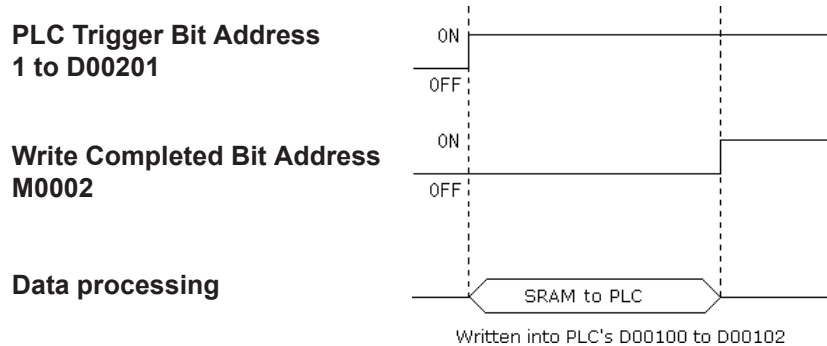 PLC Trigger Bit Address
1 to D00201
ON
OFF
Write Completed Bit Address
M0002
ON
OFF
Data processing
SRAM to PLC
Written into PLC's D00100 to D00102